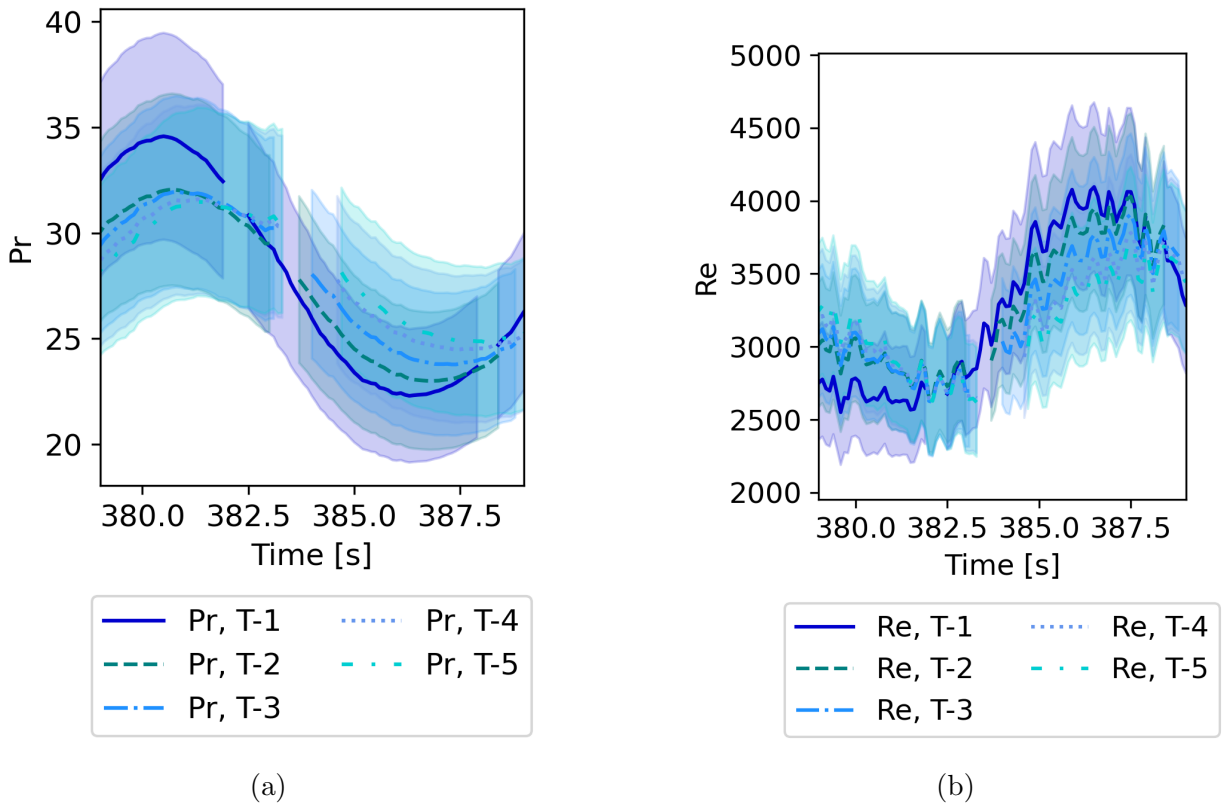 40
35
30
25
20
Pr
380.0 382.5 385.0 387.5
Time [s]
Pr, T-1
Pr, T-2
Pr, T-3
Pr, T-4
Pr, T-5
(a)
5000
4500
4000
3500
3000
2500
2000
Re
380.0 382.5 385.0 387.5
Time [s]
Re, T-1
Re, T-2
Re, T-3
Re, T-4
Re, T-5
(b)